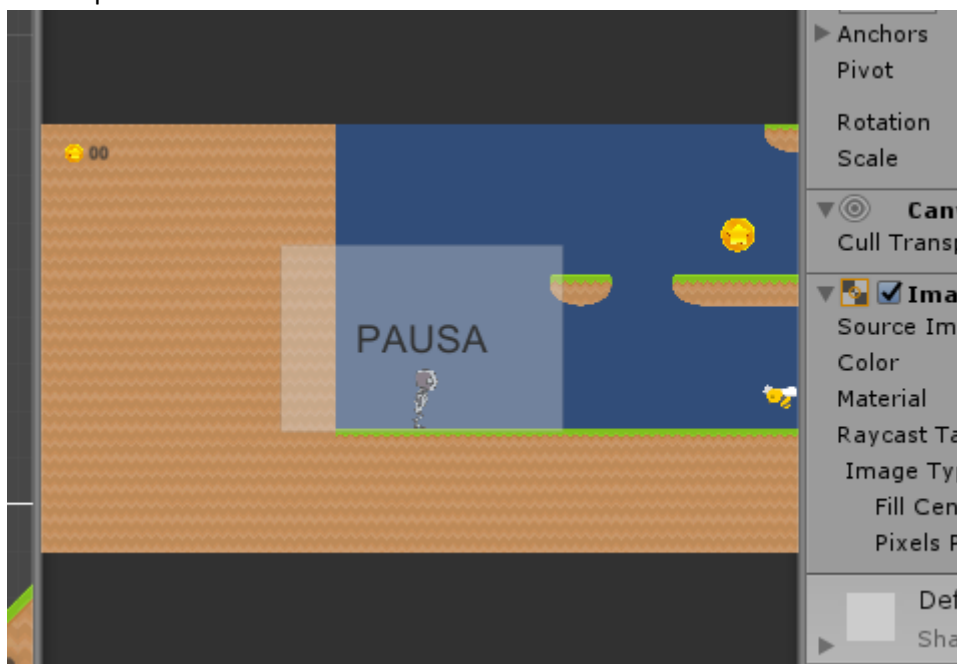 Anchors
Pivot
Rotation
Scale
00
Cull Transp
Ima
Source Im
Color
PAUSA
Material
Raycast Ta
Image Ty
Fill Cen
Pixels P
Def
Sha